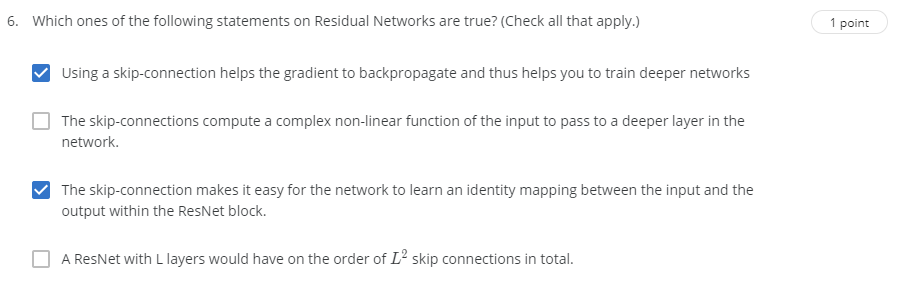 6. Which ones of the following statements on Residual Networks are true? (Check all that apply.)
1 point
Using a skip-connection helps the gradient to backpropagate and thus helps you to train deeper networks
The skip-connections compute a complex non-linear function of the input to pass to a deeper layer in the
network.
The skip-connection makes it easy for the network to learn an identity mapping between the input and the
output within the ResNet block.
A ResNet with L layers would have on the order of L² skip connections in total.